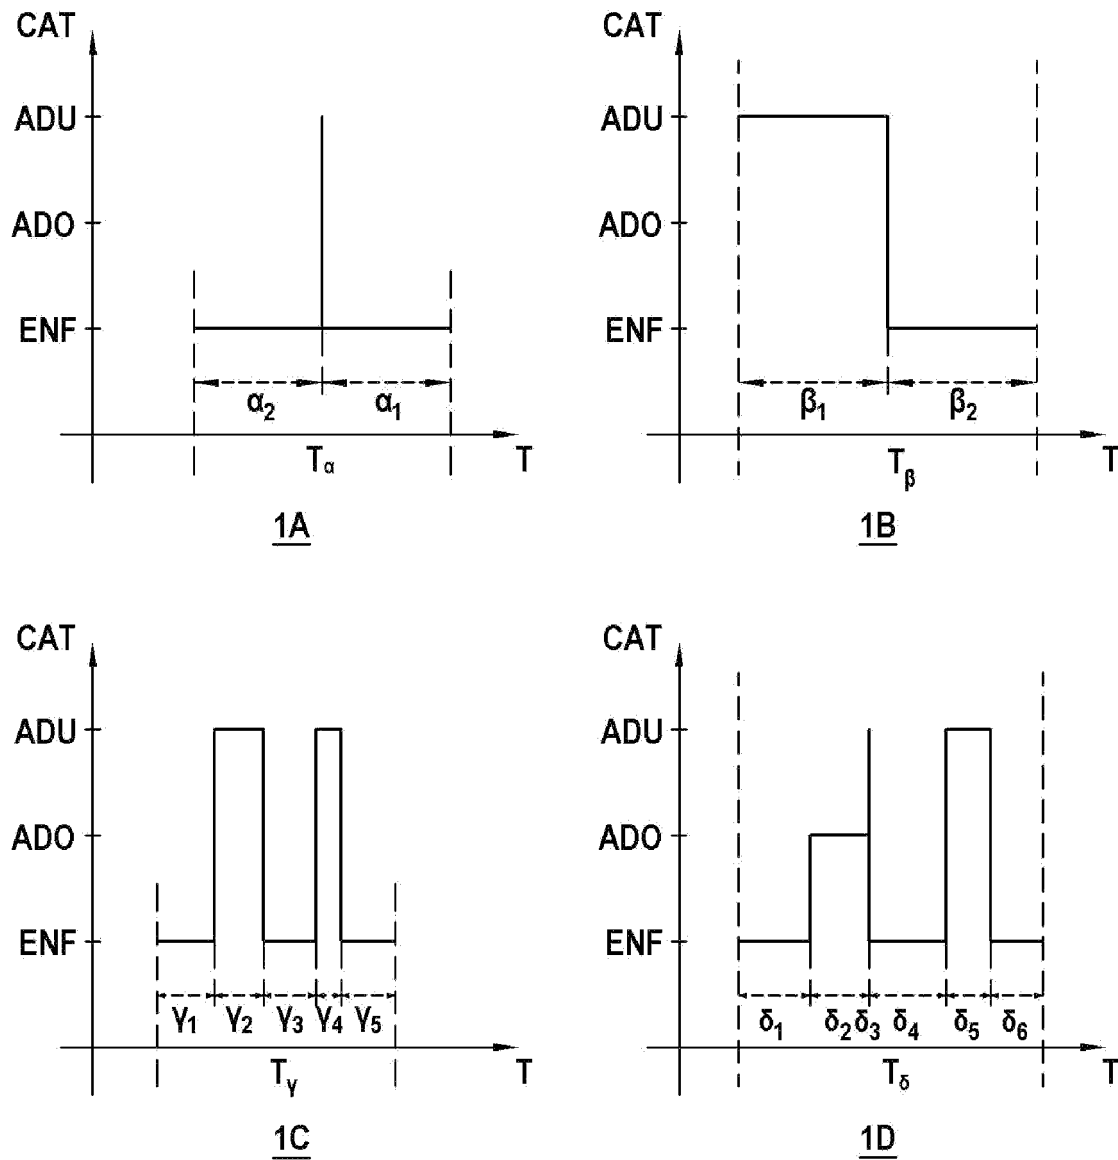 CAT
ADU
ADO
ENF
α2 α1
Tα T
1A
CAT
ADU
ADO
ENF
β1 β2
Tβ T
1B
CAT
ADU
ADO
ENF
γ1 γ2 γ3 γ4 γ5
Tγ T
1C
CAT
ADU
ADO
ENF
δ1 δ2 δ3 δ4 δ5 δ6
Tδ T
1D